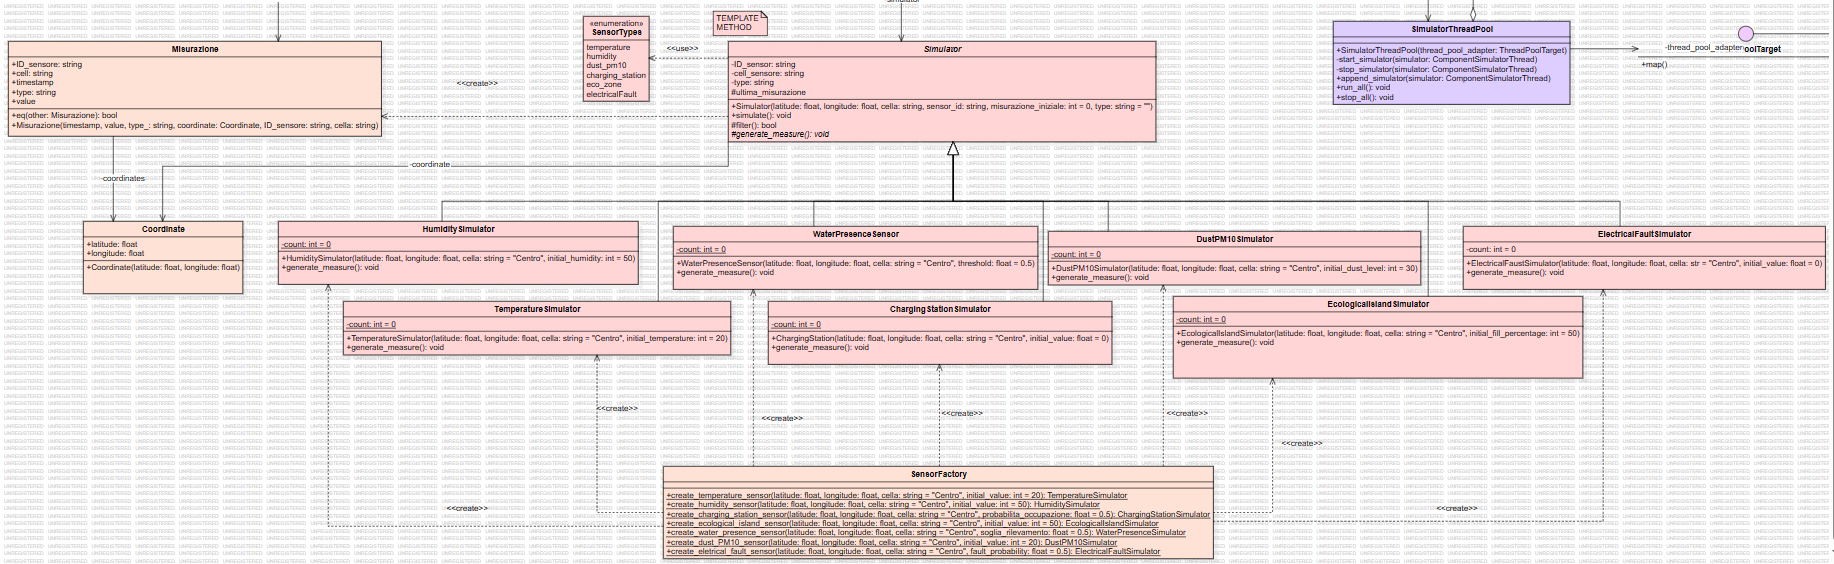 simulator
Misurazione
+ID_sensore: string
+cell: string
+timestamp
+type: string
+value
+eq(other: Misurazione): bool
+Misurazione(timestamp, value, type_: string, coordinate: Coordinate, ID_sensore: string, cella: string)
<<create>>
«enumeration»
SensorTypes
temperature
humidity
dust_pm10
charging_station
eco_zone
electricalFault
<<use>>
TEMPLATE
METHOD
Simulator
-ID_sensor: string
-cell_sensore: string
-type: string
#ultima_misurazione
+Simulator(latitude: float, longitude: float, cella: string, sensor_id: string, misurazione_iniziale: int = 0, type: string = "")
+simulate(): void
#filter(): bool
#generate_measure(): void
SimulatorThreadPool
+SimulatorThreadPool(thread_pool_adapter: ThreadPoolTarget)
-start_simulator(simulator: ComponentSimulatorThread)
-stop_simulator(simulator: ComponentSimulatorThread)
+append_simulator(simulator: ComponentSimulatorThread)
+run_all(): void
+stop_all(): void
-thread_pool_adapter
oolTarget
+map()
-coordinate
-coordinates
Coordinate
+latitude: float
+longitude: float
+Coordinate(latitude: float, longitude: float)
HumiditySimulator
-count: int = 0
+HumiditySimulator(latitude: float, longitude: float, cella: string = "Centro", initial_humidity: int = 50)
+generate_measure(): void
WaterPresenceSensor
-count: int = 0
+WaterPresenceSensor(latitude: float, longitude: float, cella: string = "Centro", threshold: float = 0.5)
+generate_measure(): void
DustPM10Simulator
-count: int = 0
+DustPM10Simulator(latitude: float, longitude: float, cella: string = "Centro", initial_dust_level: int = 30)
+generate_measure(): void
ElectricalFaultSimulator
-count: int = 0
+ElectricalFaustSimulator(latitude: float, longitude: float, cella: str = "Centro", initial_value: float = 0)
+generate_measure(): void
TemperatureSimulator
-count: int = 0
+TemperatureSimulator(latitude: float, longitude: float, cella: string = "Centro", initial_temperature: int = 20)
+generate_measure(): void
ChargingStationSimulator
-count: int = 0
+ChargingStation(latitude: float, longitude: float, cella: string = "Centro", initial_value: float = 0)
+generate_measure(): void
EcologicalIslandSimulator
-count: int = 0
+EcologicalIslandSimulator(latitude: float, longitude: float, cella: string = "Centro", initial_fill_percentage: int = 50)
+generate_measure(): void
<<create>>
<<create>>
<<create>>
<<create>>
<<create>>
<<create>>
<<create>>
SensorFactory
+create_temperature_sensor(latitude: float, longitude: float, cella: string = "Centro", initial_value: int = 20): TemperatureSimulator
+create_humidity_sensor(latitude: float, longitude: float, cella: string = "Centro", initial_value: int = 50): HumiditySimulator
+create_charging_station_sensor(latitude: float, longitude: float, cella: string = "Centro", probabilita_occupazione: float = 0.5): ChargingStationSimulator
+create_ecological_island_sensor(latitude: float, longitude: float, cella: string = "Centro", initial_value: int = 50): EcologicalIslandSimulator
+create_water_presence_sensor(latitude: float, longitude: float, cella: string = "Centro", soglia_rilevamento: float = 0.5): WaterPresenceSimulator
+create_dust_PM10_sensor(latitude: float, longitude: float, cella: string = "Centro", initial_value: int = 20): DustPM10Simulator
+create_eletrical_fault_sensor(latitude: float, longitude: float, cella: string = "Centro", fault_probability: float = 0.5): ElectricalFaultSimulator